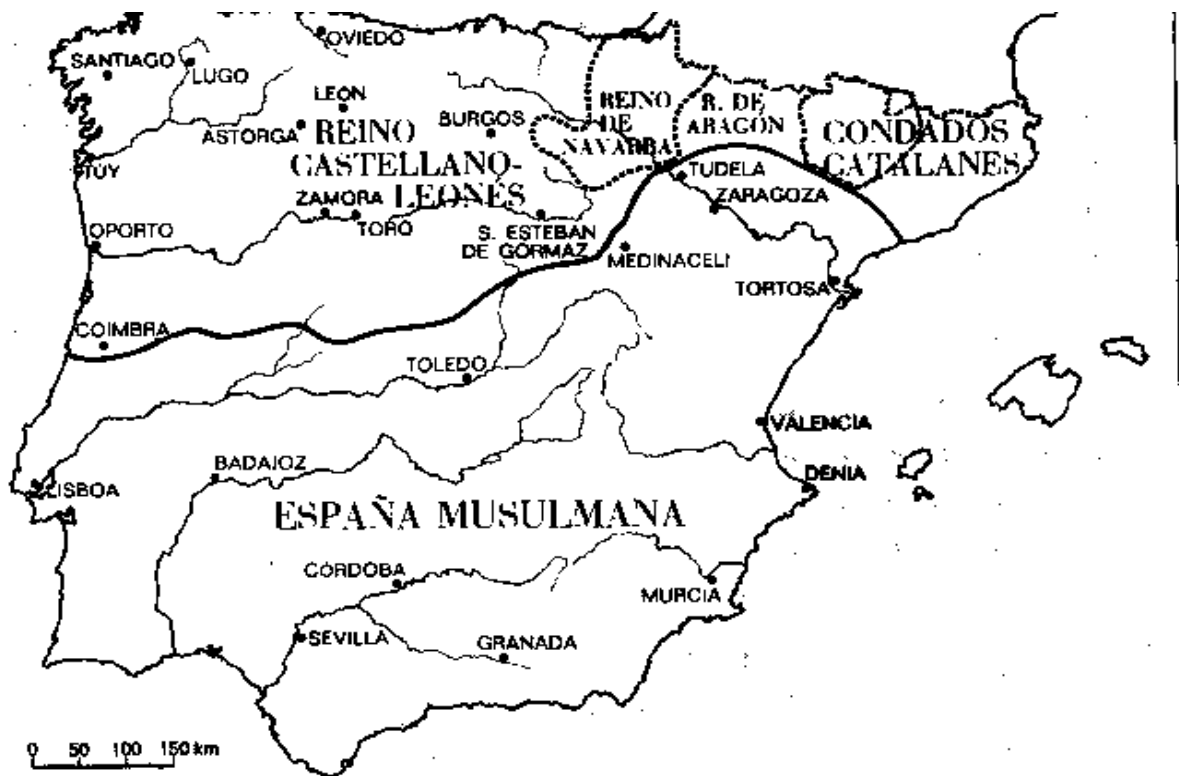 OVIEDO
SANTIAGO
LUGO
LEON
ASTORGA
BURGOS
REINO
CASTELLANO-
LEONÉS
REINO
DE
NAVARRA
R. DE
ARAGÓN
CONDADOS
CATALANES
TUY
TUDELA
ZARAGOZA
ZAMORA
TORO
S. ESTEBAN
DE GORMAZ
OPORTO
MEDINACELI
TORTOSA
COIMBRA
TOLEDO
VALENCIA
BADAJOZ
LISBOA
DENIA
ESPAÑA MUSULMANA
CÓRDOBA
MURCIA
SEVILLA
GRANADA
0 50 100 150 km